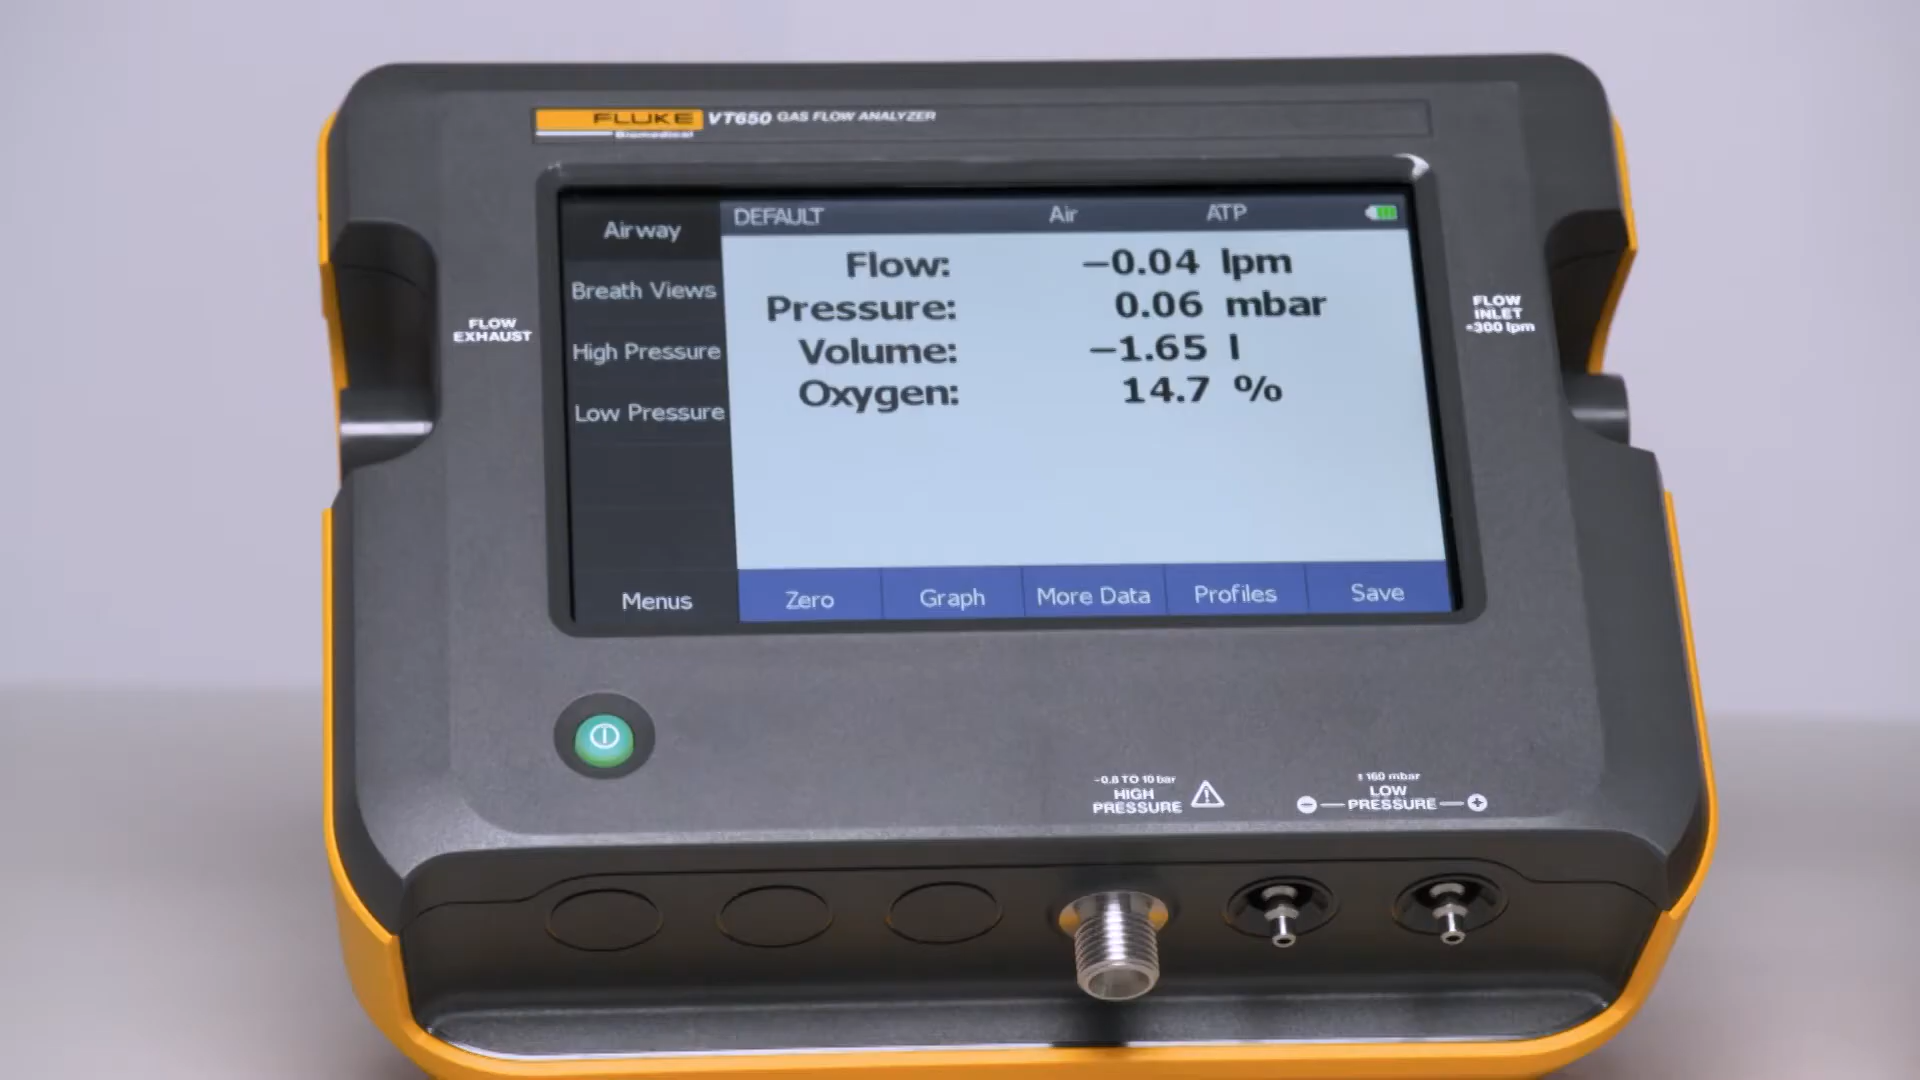 FLUKE VT650 GAS FLOW ANALYZER
Biomedical
Airway DEFAULT Air ATP
Flow: −0.04 lpm
Breath Views
Pressure: 0.06 mbar
High Pressure
Volume: −1.65 l
Low Pressure
Oxygen: 14.7 %
Menus Zero Graph More Data Profiles Save
FLOW
EXHAUST
FLOW
INLET
±300 lpm
-0.8 TO 10 bar
HIGH
PRESSURE
± 160 mbar
LOW
− PRESSURE +